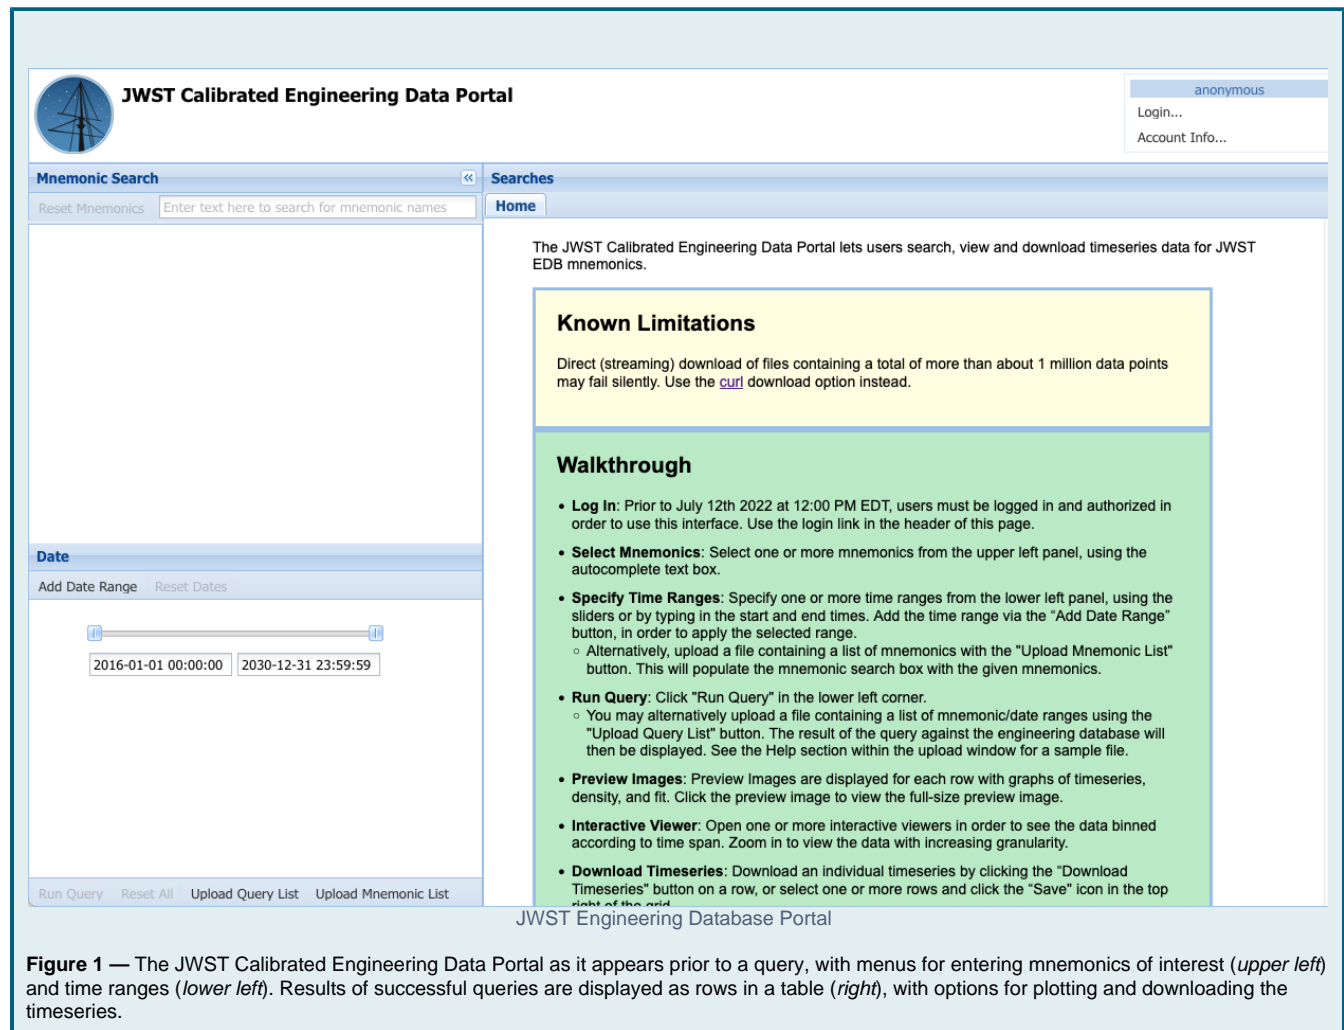 JWST Calibrated Engineering Data Portal
anonymous
Login...
Account Info...
Mnemonic Search
Reset Mnemonics Enter text here to search for mnemonic names
Searches
Home
The JWST Calibrated Engineering Data Portal lets users search, view and download timeseries data for JWST
EDB mnemonics.
Known Limitations
Direct (streaming) download of files containing a total of more than about 1 million data points
may fail silently. Use the curl download option instead.
Walkthrough
• Log In: Prior to July 12th 2022 at 12:00 PM EDT, users must be logged in and authorized in
order to use this interface. Use the login link in the header of this page.
• Select Mnemonics: Select one or more mnemonics from the upper left panel, using the
autocomplete text box.
• Specify Time Ranges: Specify one or more time ranges from the lower left panel, using the
sliders or by typing in the start and end times. Add the time range via the “Add Date Range”
button, in order to apply the selected range.
◦ Alternatively, upload a file containing a list of mnemonics with the "Upload Mnemonic List"
button. This will populate the mnemonic search box with the given mnemonics.
• Run Query: Click "Run Query" in the lower left corner.
◦ You may alternatively upload a file containing a list of mnemonic/date ranges using the
"Upload Query List" button. The result of the query against the engineering database will
then be displayed. See the Help section within the upload window for a sample file.
• Preview Images: Preview Images are displayed for each row with graphs of timeseries,
density, and fit. Click the preview image to view the full-size preview image.
• Interactive Viewer: Open one or more interactive viewers in order to see the data binned
according to time span. Zoom in to view the data with increasing granularity.
• Download Timeseries: Download an individual timeseries by clicking the “Download
Timeseries" button on a row, or select one or more rows and click the “Save" icon in the top
right of the grid
Date
Add Date Range Reset Dates
2016-01-01 00:00:00 2030-12-31 23:59:59
Run Query Reset All Upload Query List Upload Mnemonic List
JWST Engineering Database Portal
Figure 1 — The JWST Calibrated Engineering Data Portal as it appears prior to a query, with menus for entering mnemonics of interest (upper left)
and time ranges (lower left). Results of successful queries are displayed as rows in a table (right), with options for plotting and downloading the
timeseries.